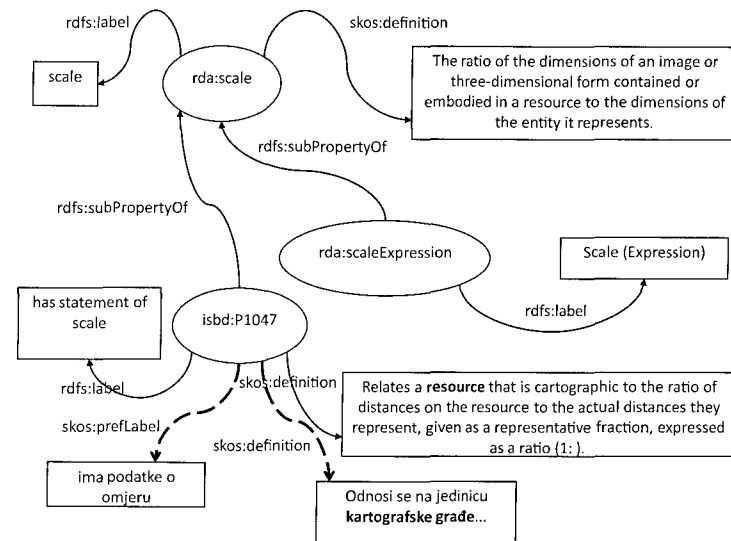 rdfs:label
skos:definition
scale
rda:scale
The ratio of the dimensions of an image or
three-dimensional form contained or
embodied in a resource to the dimensions of
the entity it represents.
rdfs:subPropertyOf
rdfs:subPropertyOf
rda:scaleExpression
Scale (Expression)
rdfs:label
has statement of
scale
isbd:P1047
rdfs:label
skos:definition
Relates a resource that is cartographic to the ratio of
distances on the resource to the actual distances they
represent, given as a representative fraction, expressed
as a ratio (1: ).
skos:prefLabel
skos:definition
ima podatke o
omjeru
Odnosi se na jedinicu
kartografske građe...